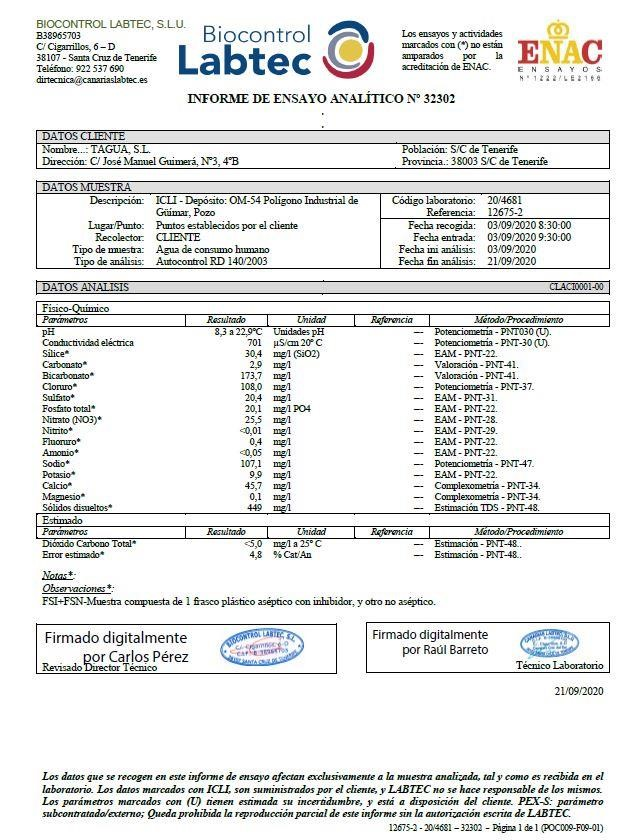 BIOCONTROL LABTEC, S.L.U.
B38965703
C/ Cigarrillos, 6 – D
38107 - Santa Cruz de Tenerife
Teléfono: 922 537 690
dirtecnica@canariaslabtec.es
Biocontrol
Labtec
Los ensayos y actividades
marcados con (*) no están
amparados por la
acreditación de ENAC.
ENAC
ENSAYOS
Nº1222/LE2166
INFORME DE ENSAYO ANALÍTICO Nº 32302
DATOS CLIENTE
Nombre...: TAGUA, S.L. Población: S/C de Tenerife
Dirección: C/ José Manuel Guimerá, Nº3, 4ºB Provincia.: 38003 S/C de Tenerife
DATOS MUESTRA
Descripción: ICLI - Depósito: OM-54 Polígono Industrial de Código laboratorio: 20/4681
Güímar, Pozo Referencia: 12675-2
Lugar/Punto: Puntos establecidos por el cliente Fecha recogida: 03/09/2020 8:30:00
Recolector: CLIENTE Fecha entrada: 03/09/2020 9:30:00
Tipo de muestra: Agua de consumo humano Fecha ini análisis: 03/09/2020
Tipo de análisis: Autocontrol RD 140/2003 Fecha fin análisis: 21/09/2020
DATOS ANALISIS CLACI0001-00
Físico-Químico
Parámetros Resultado Unidad Referencia Método/Procedimiento
pH 8,3 a 22,9ºC Unidades pH --- Potenciometría - PNT030 (U).
Conductividad eléctrica 701 µS/cm 20º C --- Potenciometría - PNT-30 (U).
Sílice* 30,4 mg/l (SiO2) --- EAM - PNT-22.
Carbonato* 2,9 mg/l --- Valoración - PNT-41.
Bicarbonato* 173,7 mg/l --- Valoración - PNT-41.
Cloruro* 108,0 mg/l --- Potenciometría - PNT-37.
Sulfato* 20,4 mg/l --- EAM - PNT-31.
Fosfato total* 20,1 mg/l PO4 --- EAM - PNT-22.
Nitrato (NO3)* 25,5 mg/l --- EAM - PNT-28.
Nitrito* <0,01 mg/l --- EAM - PNT-29.
Fluoruro* 0,4 mg/l --- EAM - PNT-22.
Amonio* <0,05 mg/l --- EAM - PNT-22.
Sodio* 107,1 mg/l --- Potenciometría - PNT-47.
Potasio* 9,9 mg/l --- EAM - PNT-22.
Calcio* 45,7 mg/l --- Complexometría - PNT-34.
Magnesio* 0,1 mg/l --- Complexometría - PNT-34.
Sólidos disueltos* 449 mg/l --- Estimación TDS - PNT-48.
Estimado
Parámetros Resultado Unidad Referencia Método/Procedimiento
Dióxido Carbono Total* <5,0 mg/l a 25º C --- Estimación - PNT-48..
Error estimado* 4,8 % Cat/An --- Estimación - PNT-48..
Notas*:
Observaciones*:
FSI+FSN-Muestra compuesta de 1 frasco plástico aséptico con inhibidor, y otro no aséptico.
Firmado digitalmente
por Carlos Pérez
Revisado Director Técnico
BIOCONTROL LABTEC, S.L.
C/ Cigarrillos, 6-D
38107 SANTA CRUZ DE TENERIFE
Firmado digitalmente
por Raúl Barreto
Técnico Laboratorio
21/09/2020
Los datos que se recogen en este informe de ensayo afectan exclusivamente a la muestra analizada, tal y como es recibida en el
laboratorio. Los datos marcados con ICLI, son suministrados por el cliente, y LABTEC no se hace responsable de los mismos.
Los parámetros marcados con (U) tienen estimada su incertidumbre, y está a disposición del cliente. PEX-S: parámetro
subcontratado/externo; Queda prohibida la reproducción parcial de este informe sin la autorización escrita de LABTEC.
12675-2 - 20/4681 – 32302 – Página 1 de 1 (POC009-F09-01)